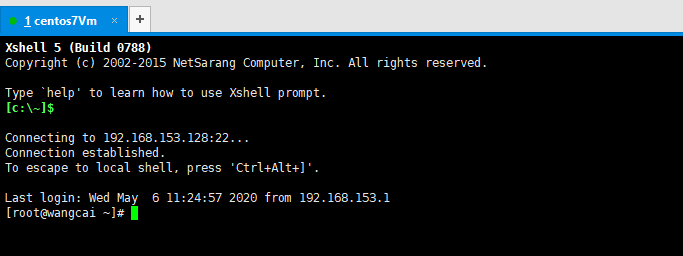 1 centos7Vm × +
Xshell 5 (Build 0788)
Copyright (c) 2002-2015 NetSarang Computer, Inc. All rights reserved.
Type `help' to learn how to use Xshell prompt.
[c:\~]$
Connecting to 192.168.153.128:22...
Connection established.
To escape to local shell, press 'Ctrl+Alt+]'.
Last login: Wed May  6 11:24:57 2020 from 192.168.153.1
[root@wangcai ~]#